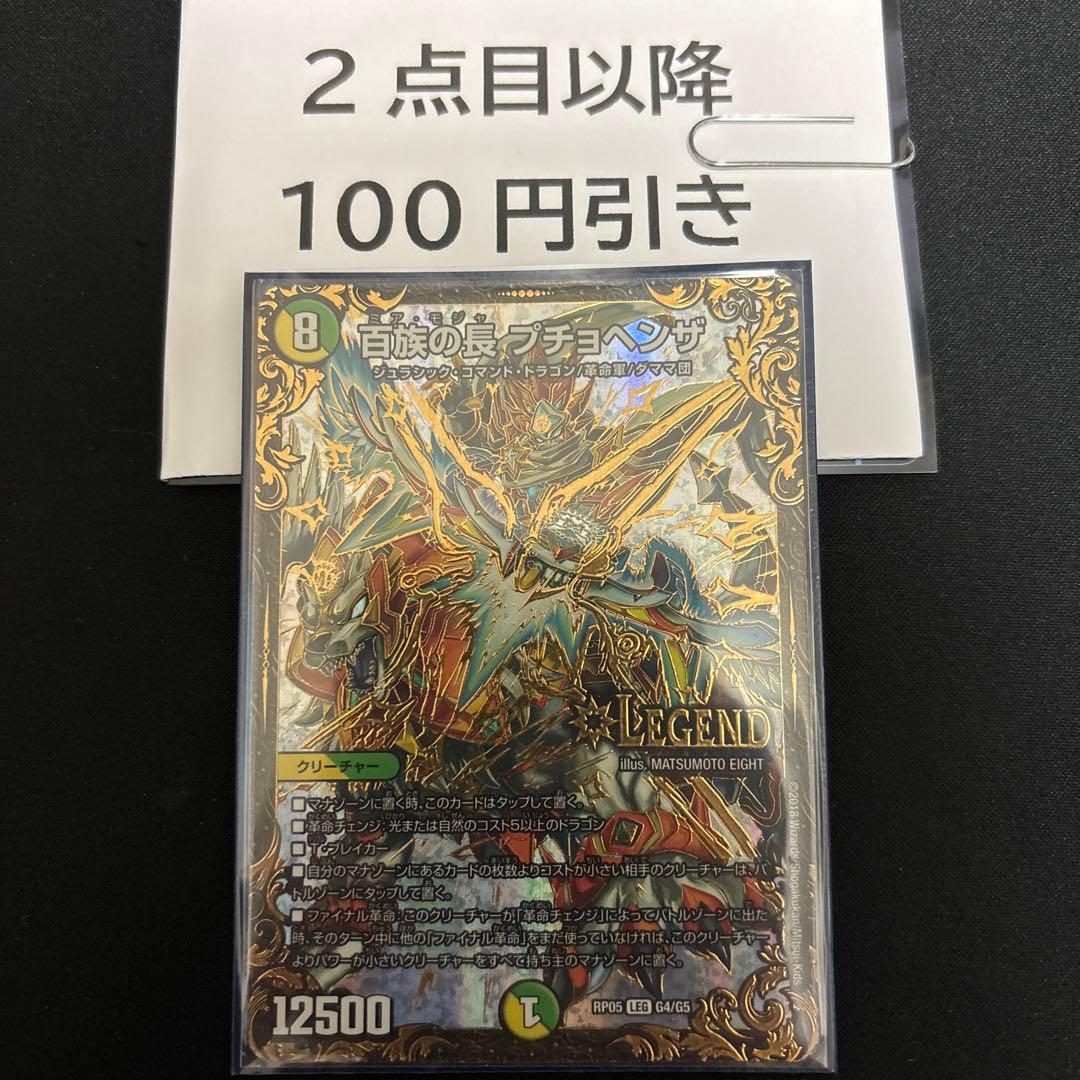 2点目以降
100円引き
8
ミア・モジャ
百族の長 プチョヘンザ
ジュラシック・コマンド・ドラゴン/革命軍/ダママ団
LEGEND
illus. MATSUMOTO EIGHT
クリーチャー
■マナゾーンに置く時、このカードはタップして置く。
■革命チェンジ:光または自然のコスト5以上のドラゴン
■T・ブレイカー
■自分のマナゾーンにあるカードの枚数よりコストが小さい相手のクリーチャーは、バ
トルゾーンにタップして置く。
■ファイナル革命:このクリーチャーが「革命チェンジ」によってバトルゾーンに出た
時、そのターン中に他の「ファイナル革命」をまだ使っていなければ、このクリーチャー
よりパワーが小さいクリーチャーをすべて持ち主のマナゾーンに置く。
12500
1
RP05 LEG G4/G5
©2018 Wizards/Shogakukan/Mitsui-Kids